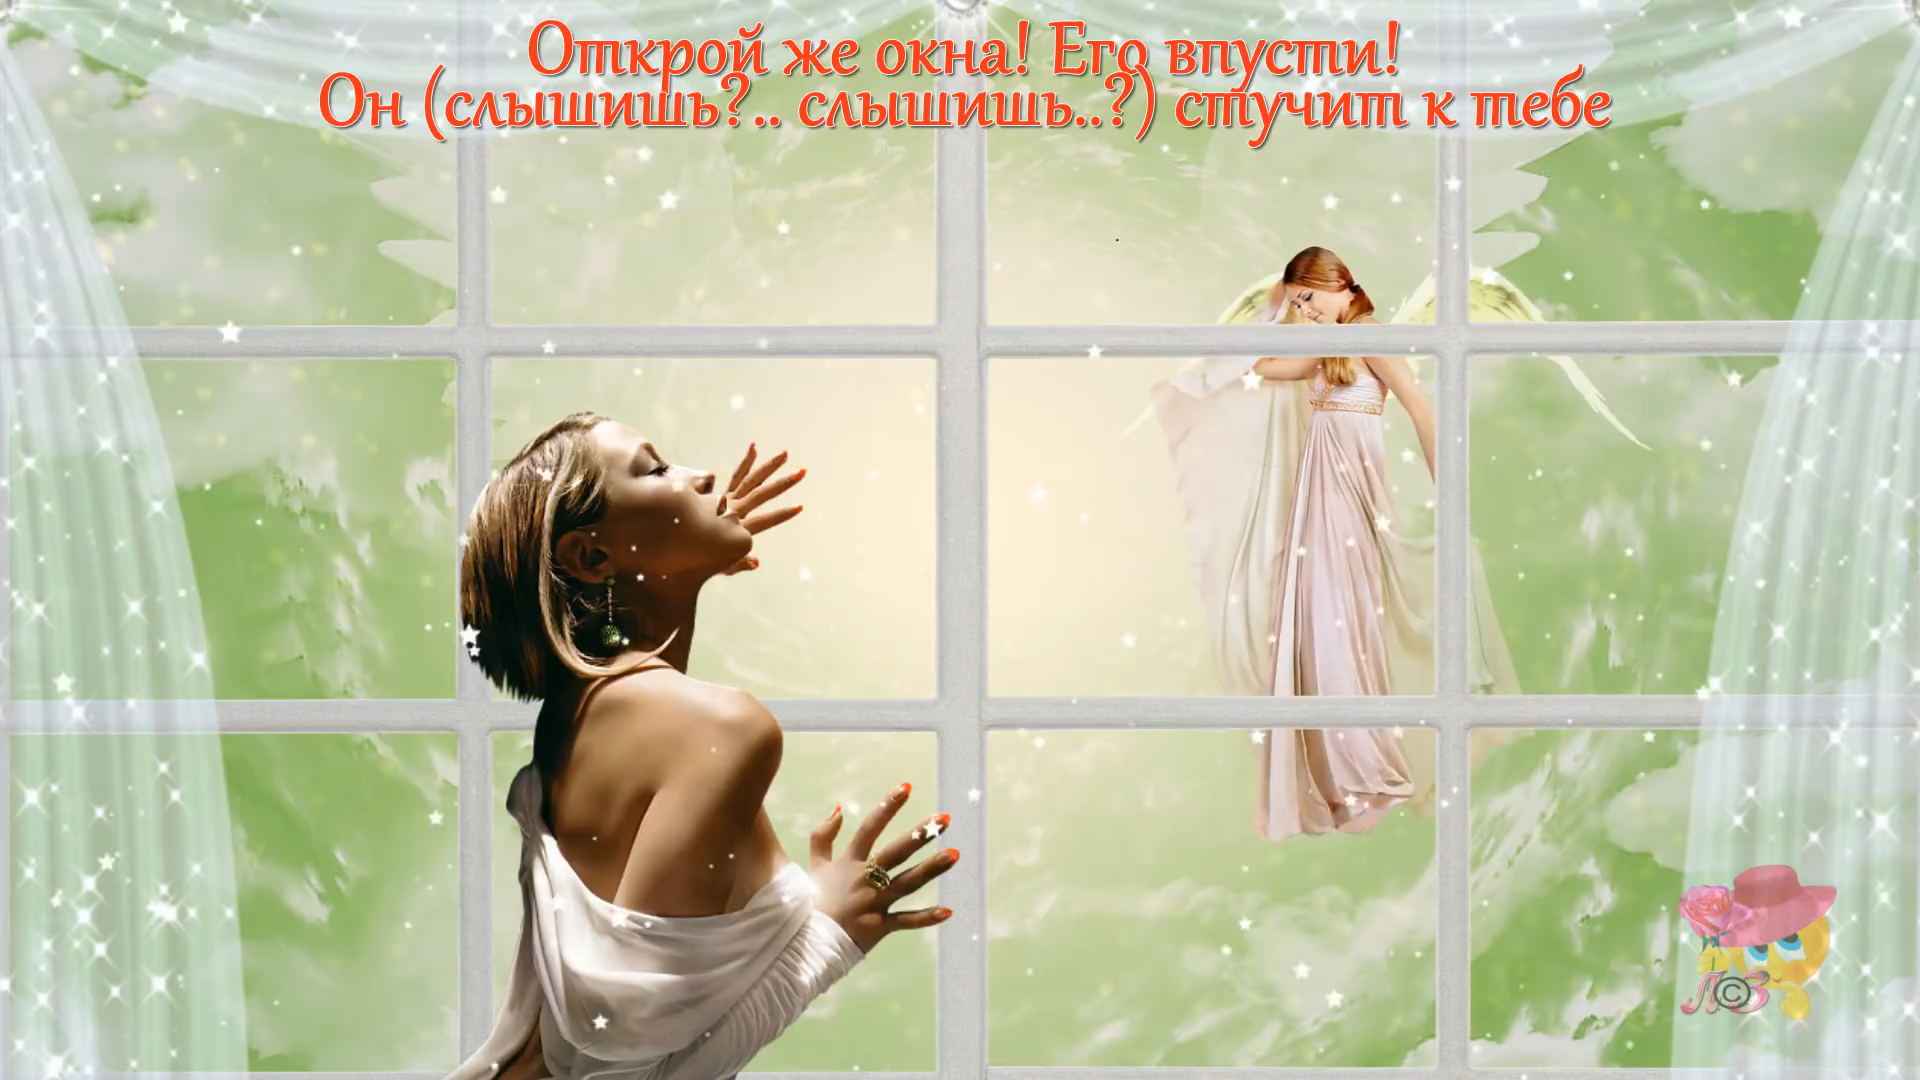 Открой же окна! Его впусти!
Он (слышишь?.. слышишь..?) стучит к тебе
Л©З